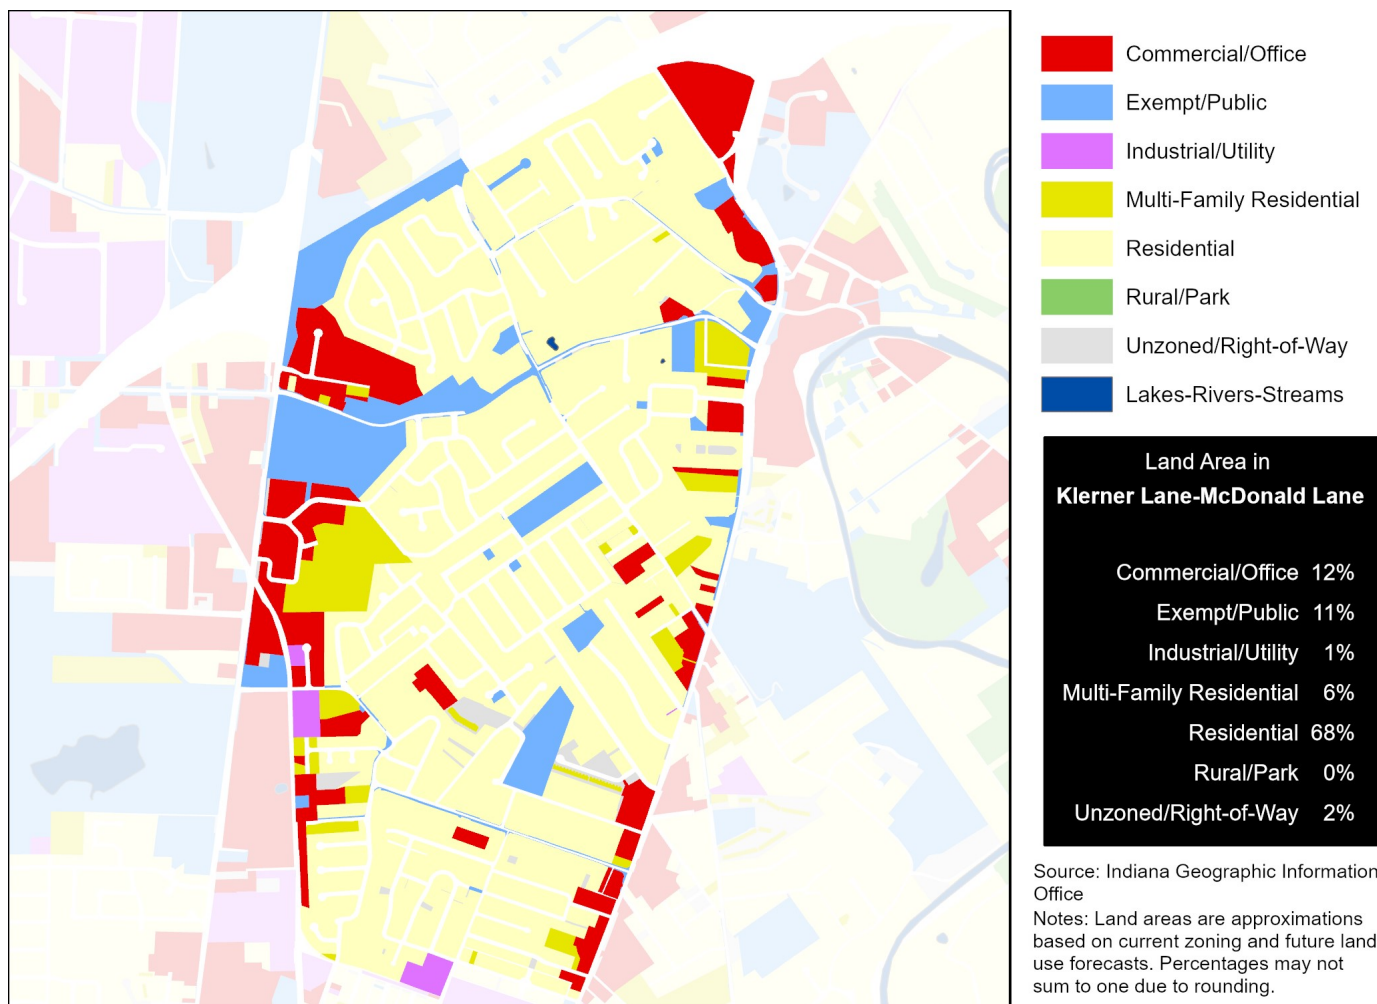 Commercial/Office
Exempt/Public
Industrial/Utility
Multi-Family Residential
Residential
Rural/Park
Unzoned/Right-of-Way
Lakes-Rivers-Streams
Land Area in
Klerner Lane-McDonald Lane
Commercial/Office 12%
Exempt/Public 11%
Industrial/Utility 1%
Multi-Family Residential 6%
Residential 68%
Rural/Park 0%
Unzoned/Right-of-Way 2%
Source: Indiana Geographic Information
Office
Notes: Land areas are approximations
based on current zoning and future land
use forecasts. Percentages may not
sum to one due to rounding.